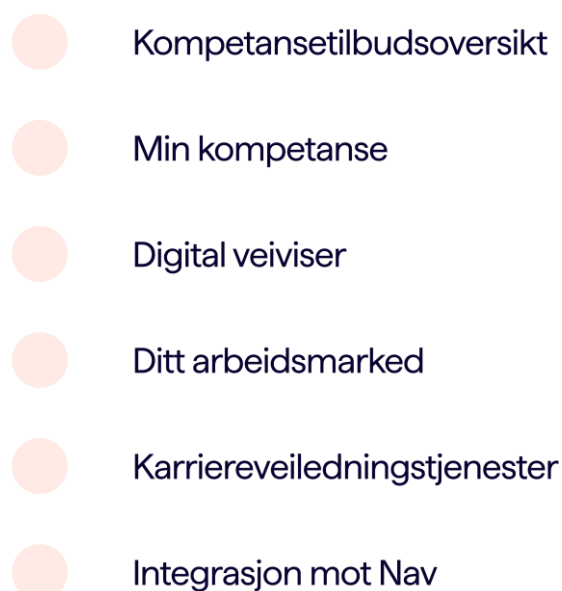 Kompetansetilbudsoversikt
Min kompetanse
Digital veiviser
Ditt arbeidsmarked
Karriereveiledningstjenester
Integrasjon mot Nav